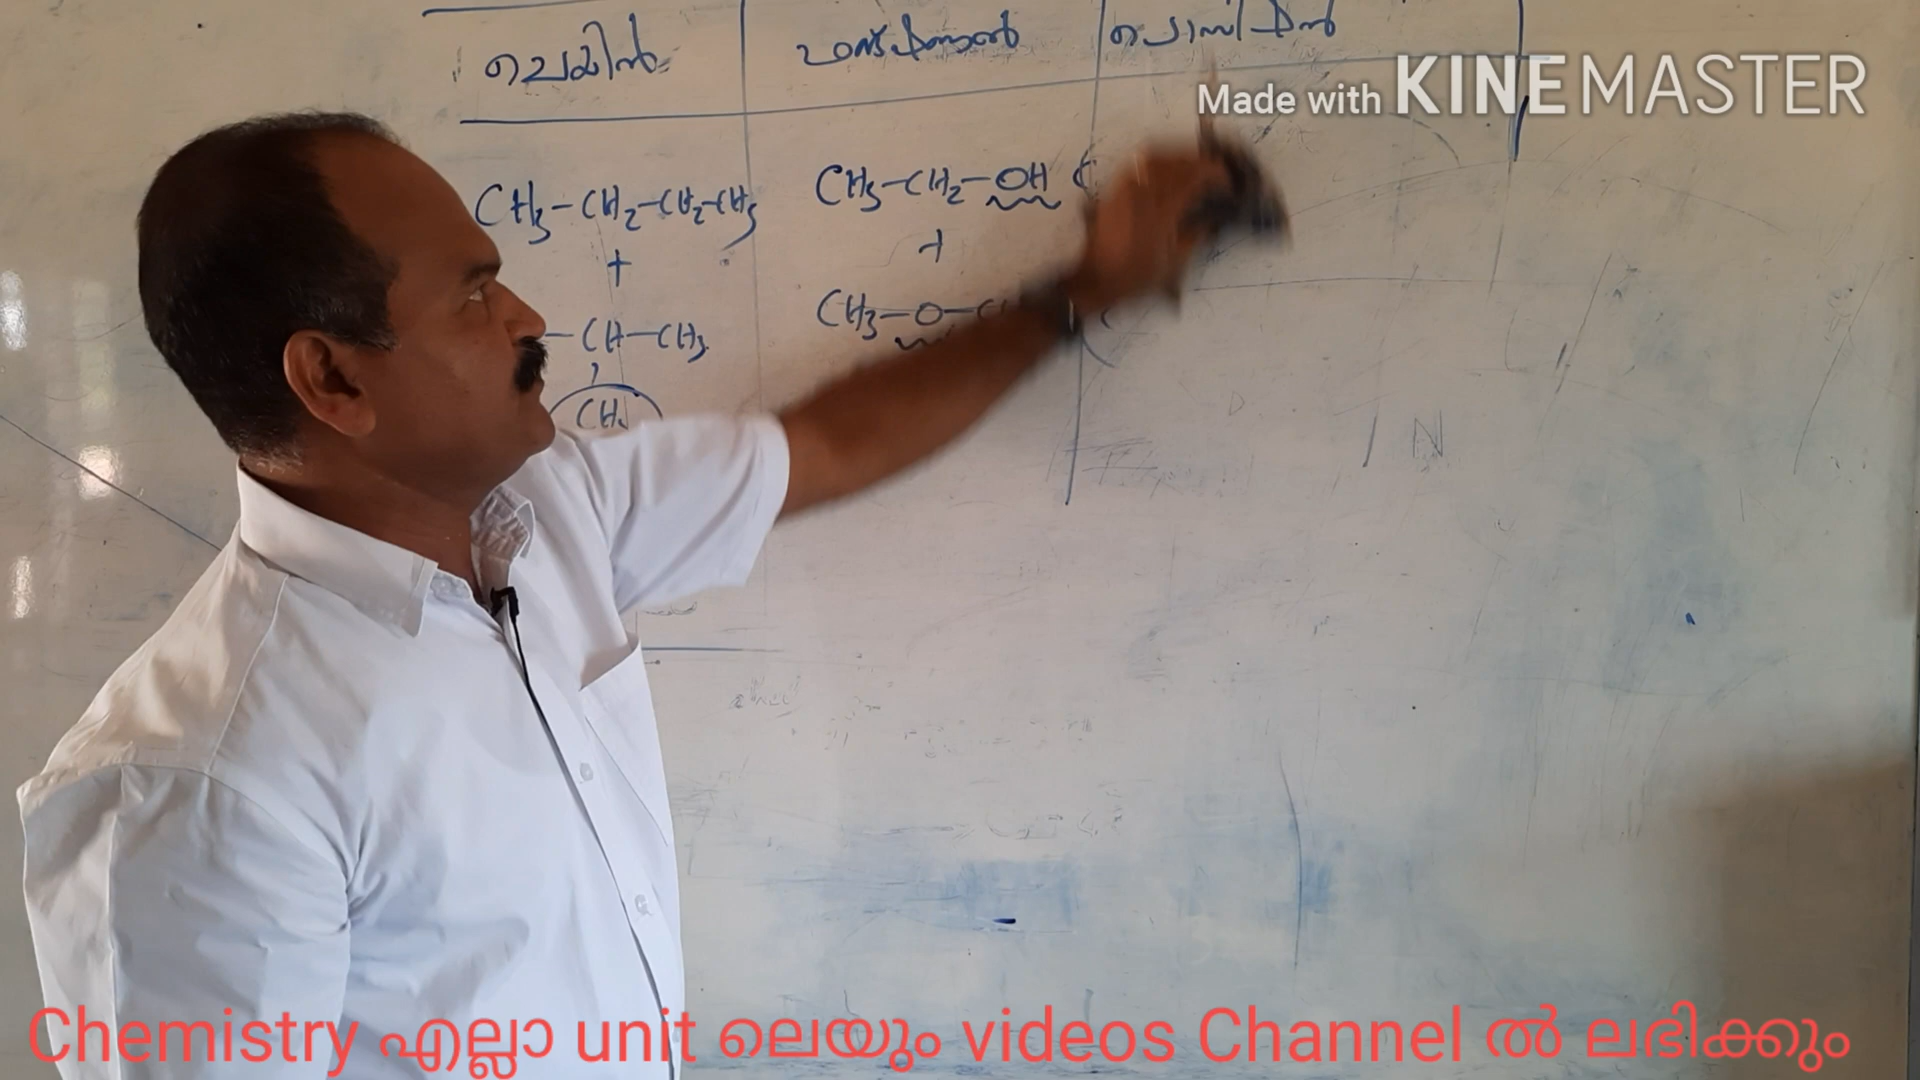 ചെയിൻ ഫങ്ഷണൽ പൊസിഷൻ
Made with KINEMASTER
CH3-CH2-CH2-CH3 CH3-CH2-OH C
+ +
-CH-CH3 CH3-O-C
CH3
N
Chemistry എല്ലാ unit ലെയും videos Channel ൽ ലഭിക്കും